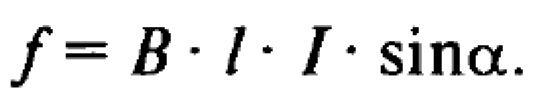 f = B · l · I · sinα.